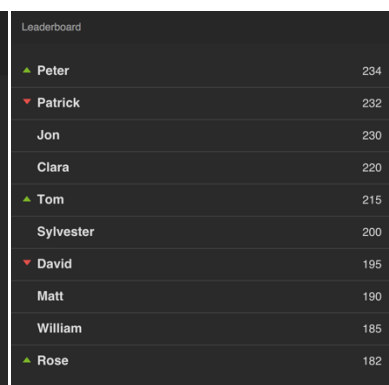 Leaderboard
Peter 234
Patrick 232
Jon 230
Clara 220
Tom 215
Sylvester 200
David 195
Matt 190
William 185
Rose 182